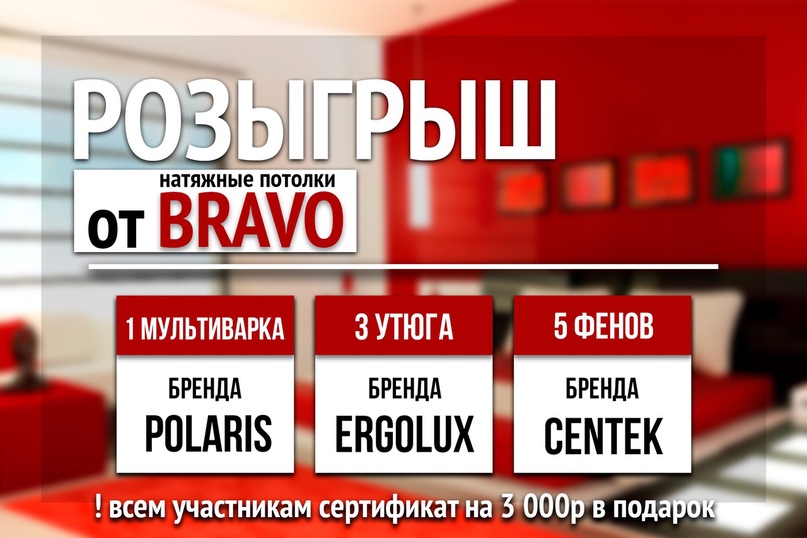 РОЗЫГРЫШ
натяжные потолки
от BRAVO
1 МУЛЬТИВАРКА
БРЕНДА
POLARIS
3 УТЮГА
БРЕНДА
ERGOLUX
5 ФЕНОВ
БРЕНДА
CENTEK
! всем участникам сертификат на 3 000р в подарок